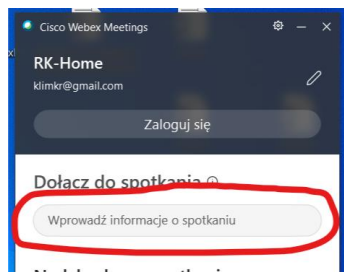 Cisco Webex Meetings
RK-Home
klimkr@gmail.com
Zaloguj się
Dołącz do spotkania
Wprowadź informacje o spotkaniu